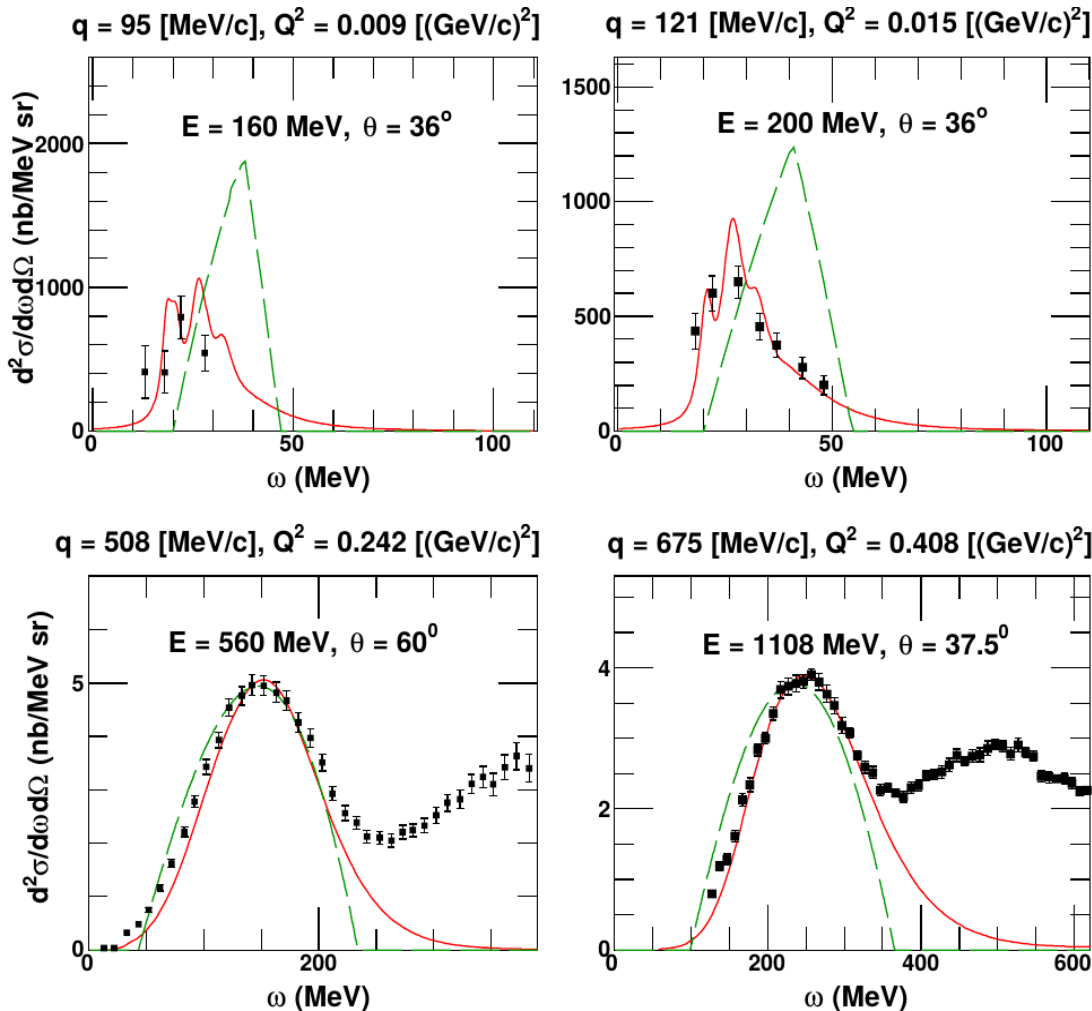 q = 95 [MeV/c], Q² = 0.009 [(GeV/c)²]
d²σ/dωdΩ (nb/MeV sr)
E = 160 MeV, θ = 36°
2000
1000
0
0
50
100
ω (MeV)
q = 121 [MeV/c], Q² = 0.015 [(GeV/c)²]
E = 200 MeV, θ = 36°
1500
1000
500
0
0
50
100
ω (MeV)
q = 508 [MeV/c], Q² = 0.242 [(GeV/c)²]
d²σ/dωdΩ (nb/MeV sr)
E = 560 MeV, θ = 60⁰
5
0
0
200
ω (MeV)
q = 675 [MeV/c], Q² = 0.408 [(GeV/c)²]
E = 1108 MeV, θ = 37.5⁰
4
2
0
0
200
400
600
ω (MeV)